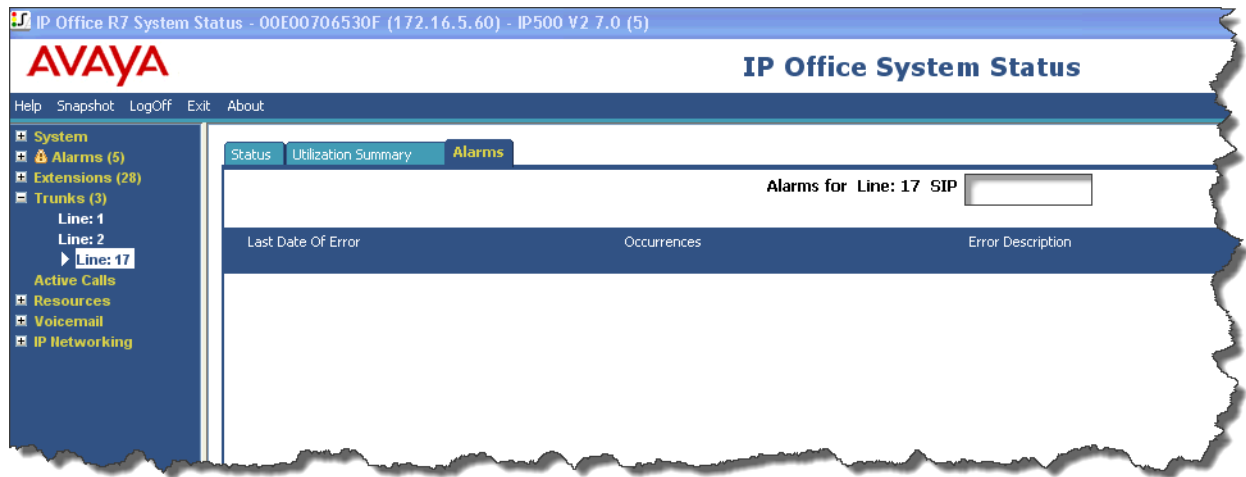 IP Office R7 System Status - 00E00706530F (172.16.5.60) - IP500 V2 7.0 (5)
AVAYA
IP Office System Status
Help Snapshot LogOff Exit About
System
Alarms (5)
Extensions (28)
Trunks (3)
Line: 1
Line: 2
Line: 17
Active Calls
Resources
Voicemail
IP Networking
Status Utilization Summary Alarms
Alarms for Line: 17 SIP
Last Date Of Error Occurrences Error Description